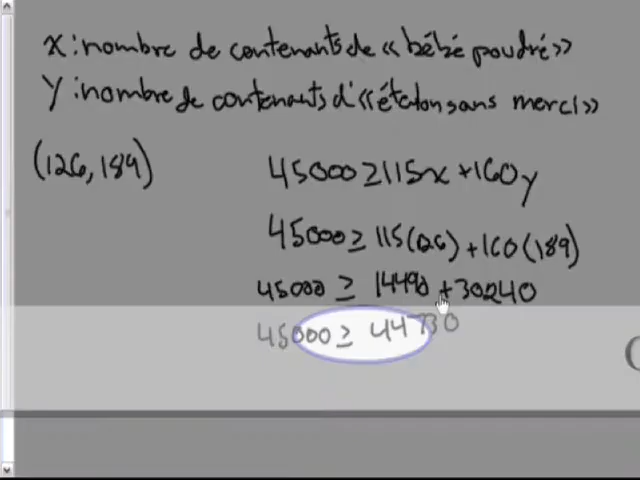 x : nombre de contenants de «bébé poudré»
Y : nombre de contenants d'«étalon sans merci»
(126, 189)
45000 ≥ 115x + 160y
45000 ≥ 115(126) + 160(189)
45000 ≥ 14490 + 30240
45000 ≥ 44730